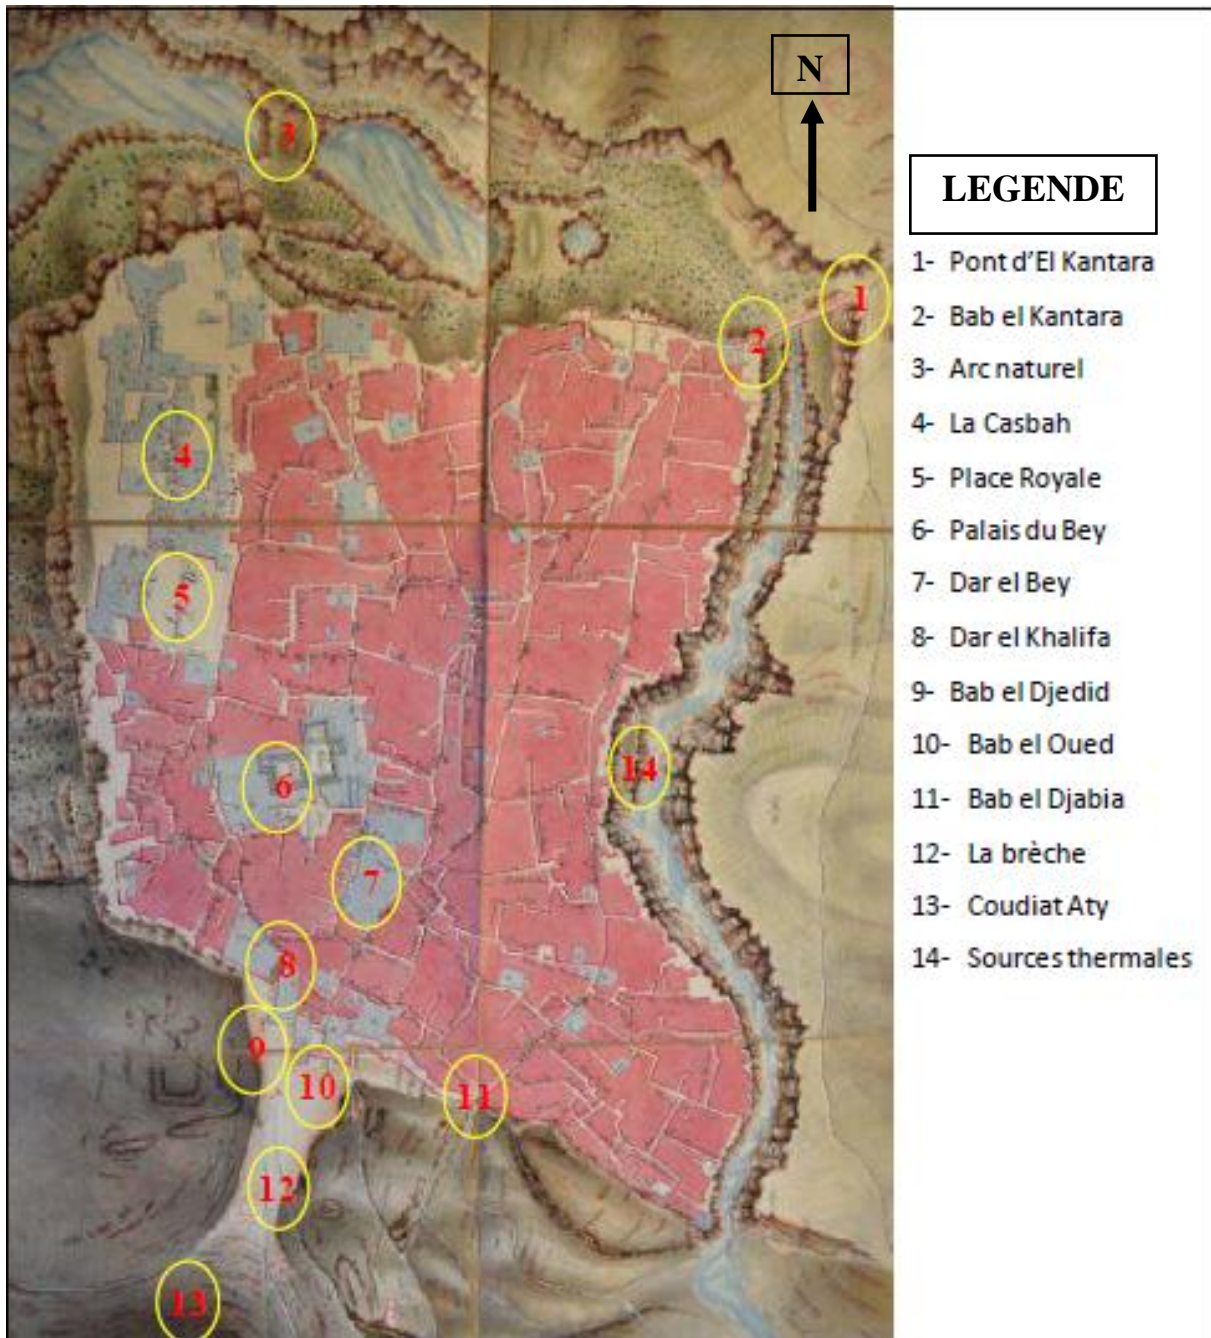 N
LEGENDE
1- Pont d'El Kantara
2- Bab el Kantara
3- Arc naturel
4- La Casbah
5- Place Royale
6- Palais du Bey
7- Dar el Bey
8- Dar el Khalifa
9- Bab el Djedid
10- Bab el Oued
11- Bab el Djabia
12- La brèche
13- Coudiat Aty
14- Sources thermales
3
1
2
4
5
14
6
7
8
9
10
11
12
13